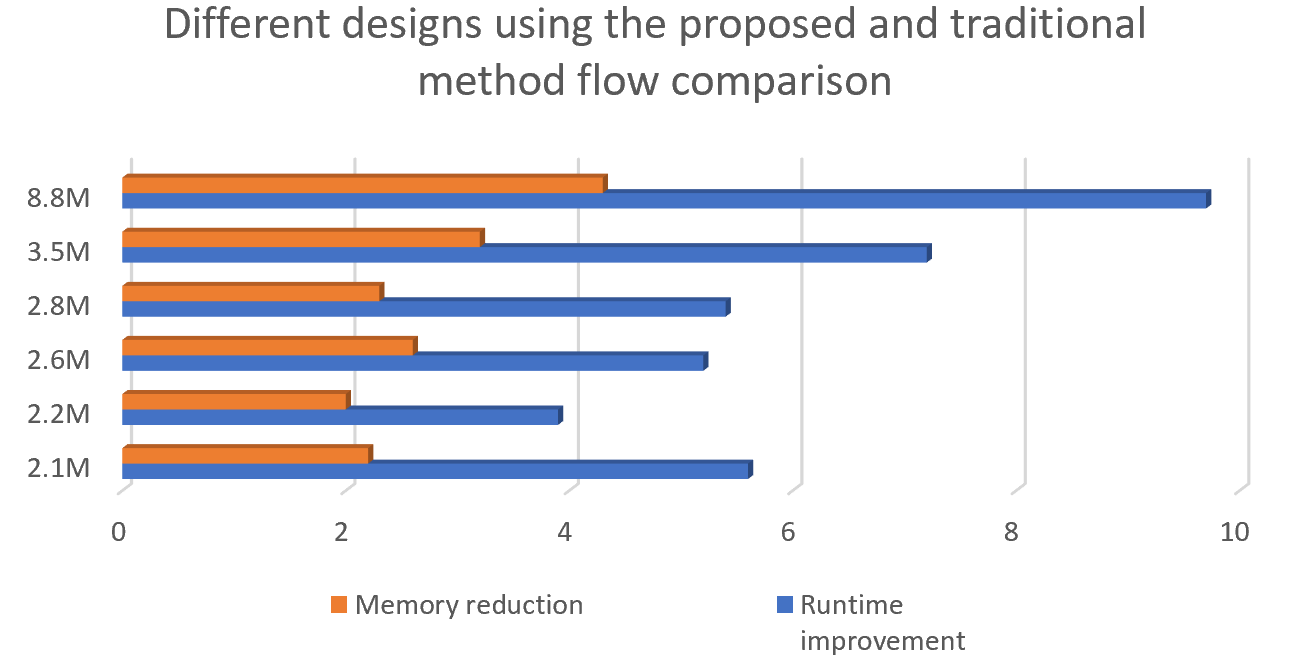 Different designs using the proposed and traditional
method flow comparison
8.8M
3.5M
2.8M
2.6M
2.2M
2.1M
0 2 4 6 8 10
Memory reduction
Runtime
improvement